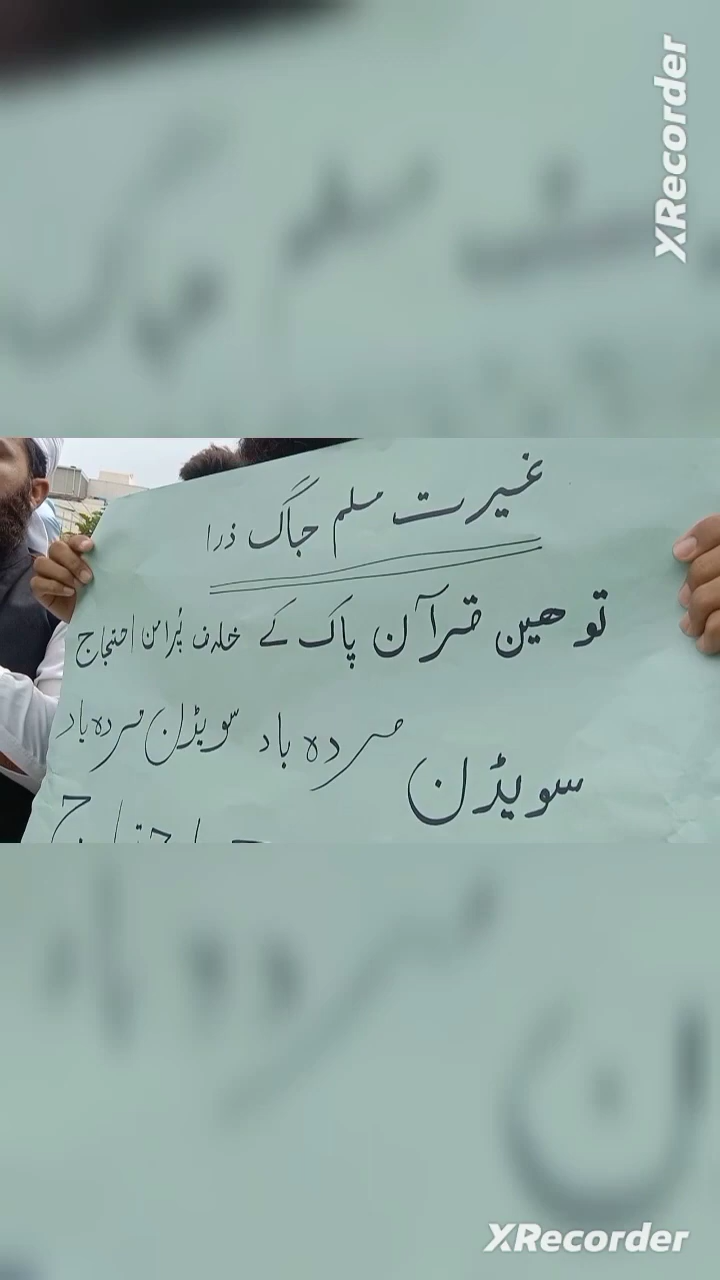 XRecorder
غیرت مسلم جاگ ذرا
توھین قرآن پاک کے خلاف پُرامن احتجاج
سویڈن مردہ باد سویڈن مردہ باد
XRecorder